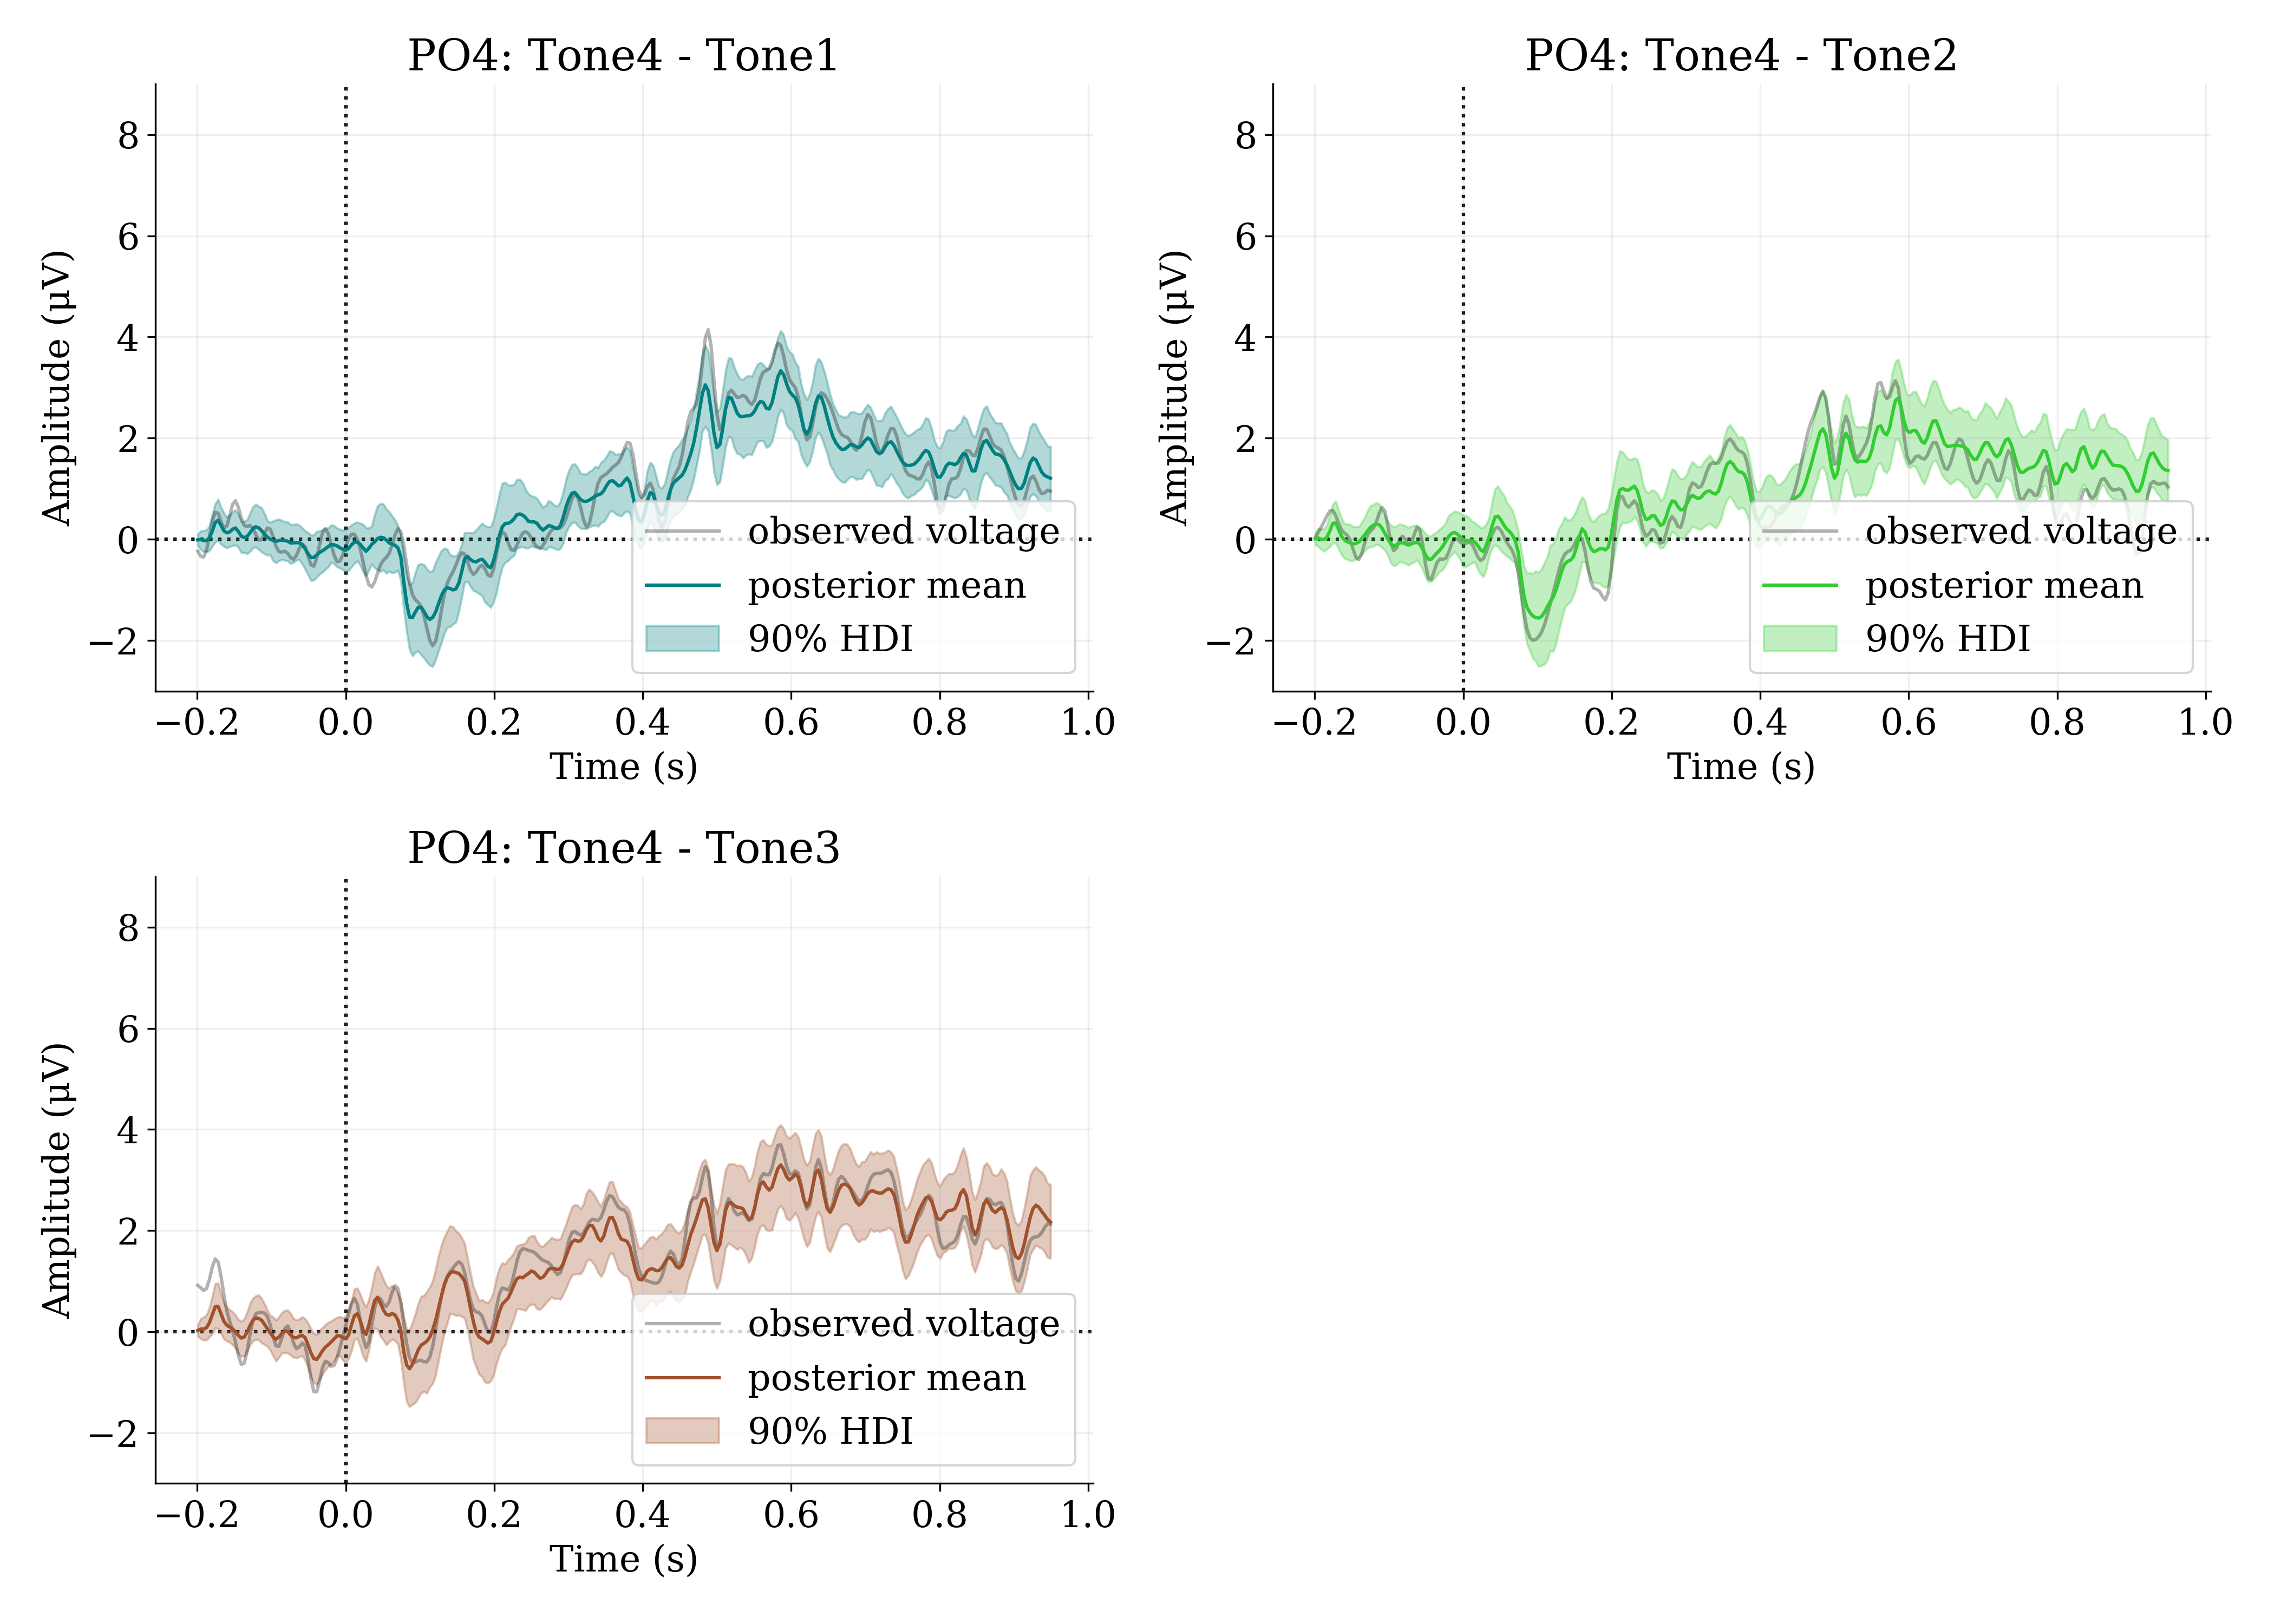 PO4: Tone4 - Tone1
Amplitude (µV)
8
6
4
2
0
−2
observed voltage
posterior mean
90% HDI
−0.2 0.0 0.2 0.4 0.6 0.8 1.0
Time (s)
PO4: Tone4 - Tone2
Amplitude (µV)
8
6
4
2
0
−2
observed voltage
posterior mean
90% HDI
−0.2 0.0 0.2 0.4 0.6 0.8 1.0
Time (s)
PO4: Tone4 - Tone3
Amplitude (µV)
8
6
4
2
0
−2
observed voltage
posterior mean
90% HDI
−0.2 0.0 0.2 0.4 0.6 0.8 1.0
Time (s)